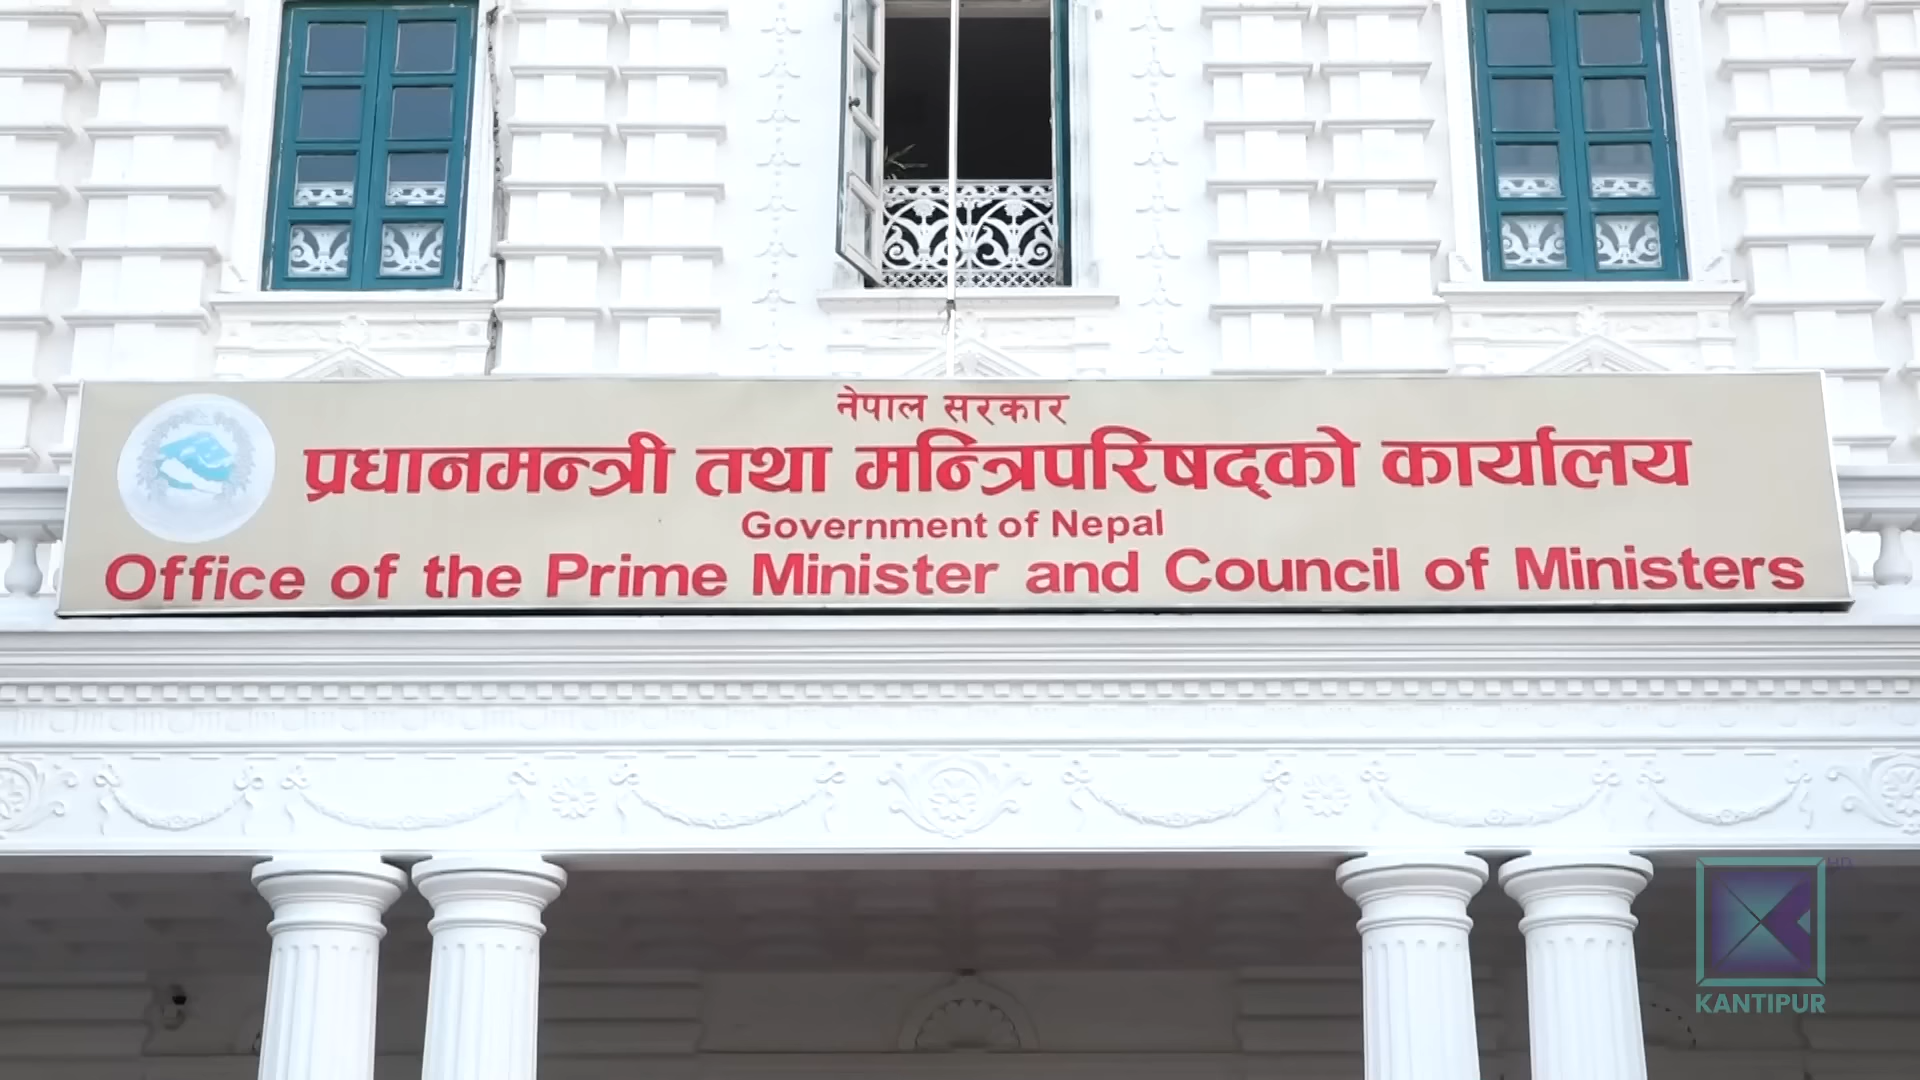 नेपाल सरकार
प्रधानमन्त्री तथा मन्त्रिपरिषद्को कार्यालय
Government of Nepal
Office of the Prime Minister and Council of Ministers
HD
KANTIPUR